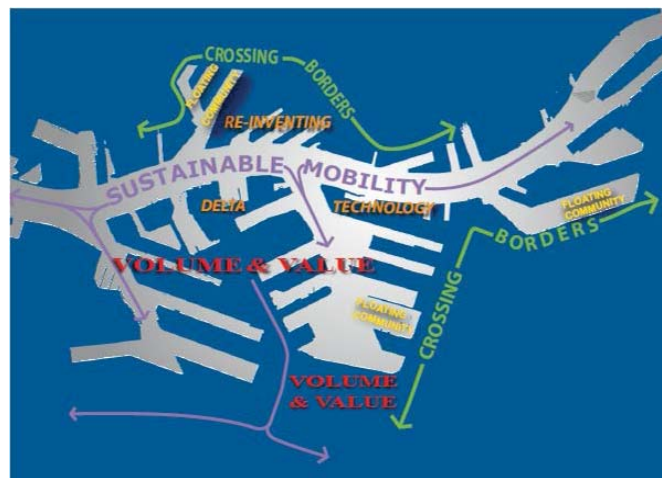 CROSSING BORDERS
FLOATING
COMMUNITY
RE-INVENTING
SUSTAINABLE MOBILITY
DELTA TECHNOLOGY
FLOATING
COMMUNITY
CROSSING BORDERS
VOLUME & VALUE
FLOATING
COMMUNITY
VOLUME
& VALUE